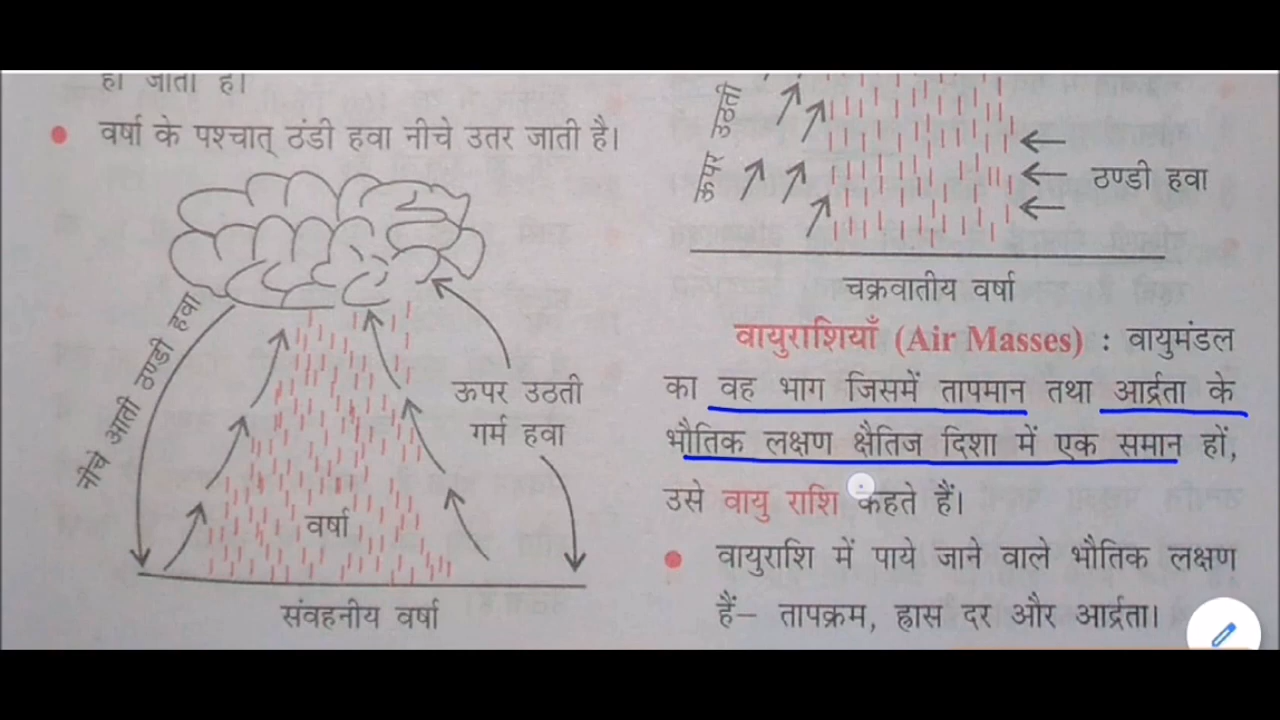 हो जाती है।
वर्षा के पश्चात् ठंडी हवा नीचे उतर जाती है।
नीचे आती ठण्डी हवा
ऊपर उठती
गर्म हवा
वर्षा
संवहनीय वर्षा
ऊपर उठती
ठण्डी हवा
चक्रवातीय वर्षा
वायुराशियाँ (Air Masses) : वायुमंडल
का वह भाग जिसमें तापमान तथा आर्द्रता के
भौतिक लक्षण क्षैतिज दिशा में एक समान हों,
उसे वायु राशि कहते हैं।
वायुराशि में पाये जाने वाले भौतिक लक्षण
हैं– तापक्रम, ह्रास दर और आर्द्रता।